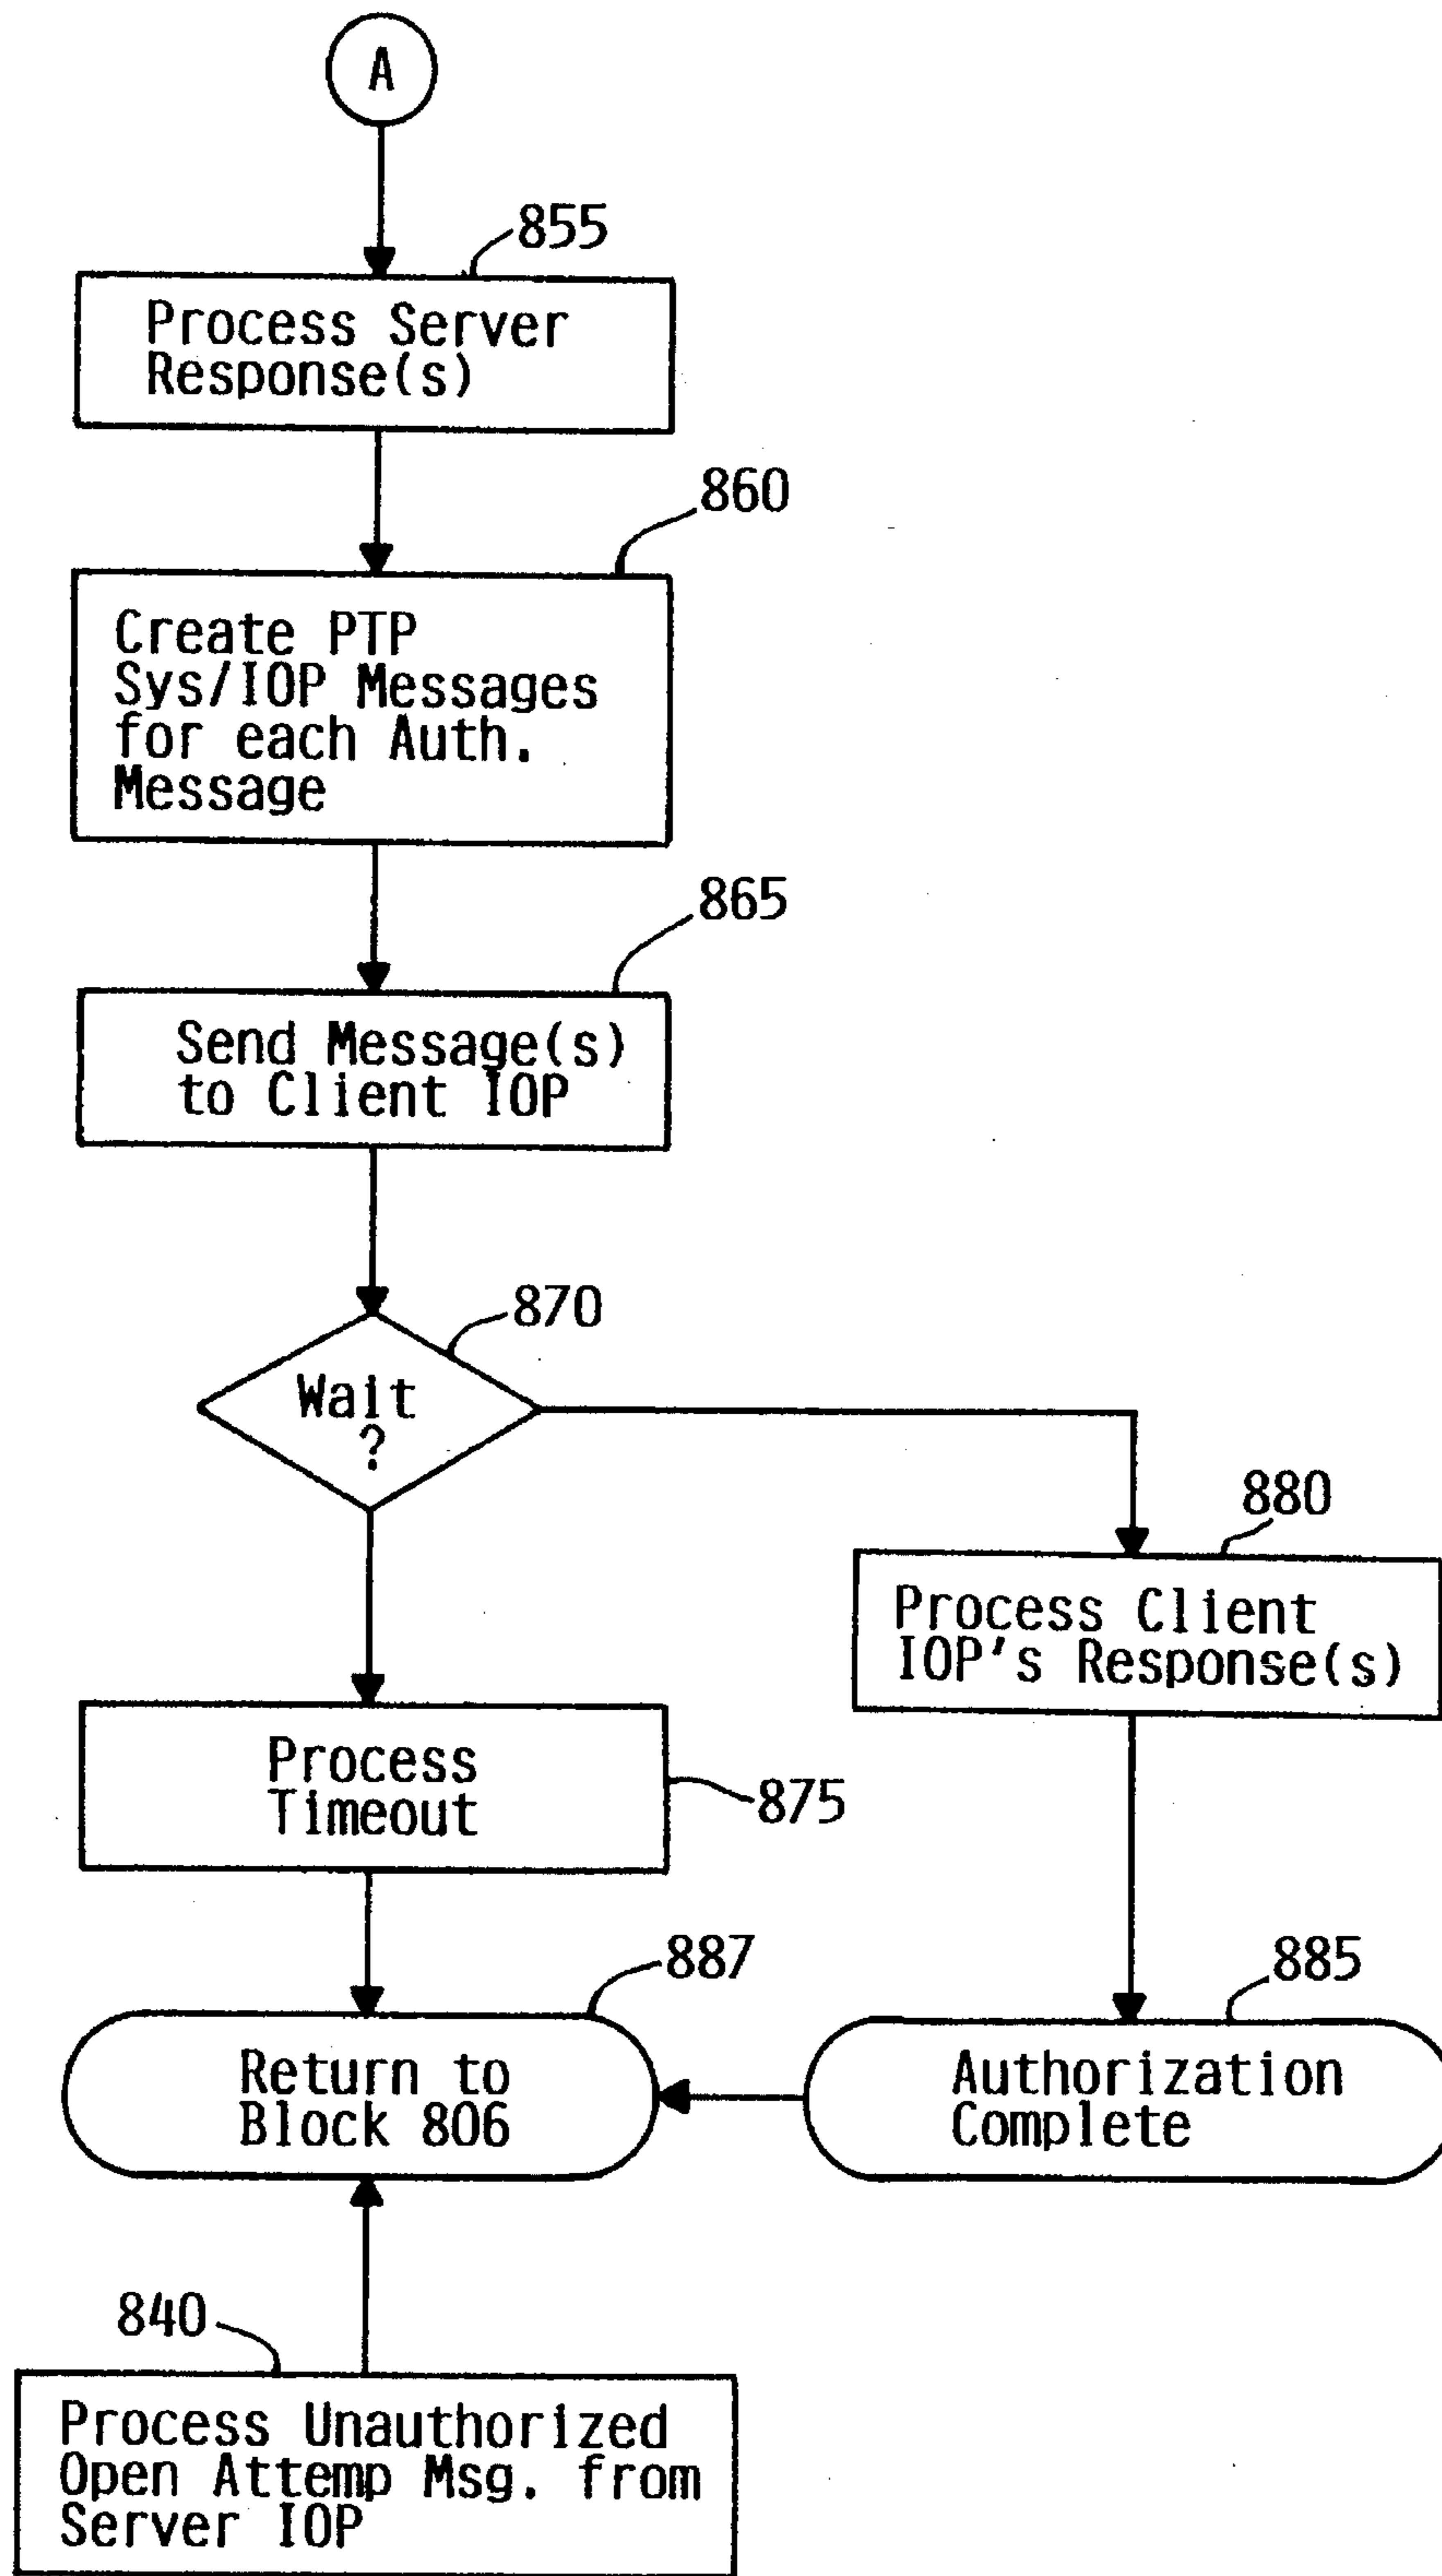 A
855
Process Server
Response(s)
860
Create PTP
Sys/IOP Messages
for each Auth.
Message
865
Send Message(s)
to Client IOP
870
Wait
?
880
Process Client
IOP's Response(s)
Process
Timeout
875
887
885
Return to
Block 806
Authorization
Complete
840
Process Unauthorized
Open Attemp Msg. from
Server IOP